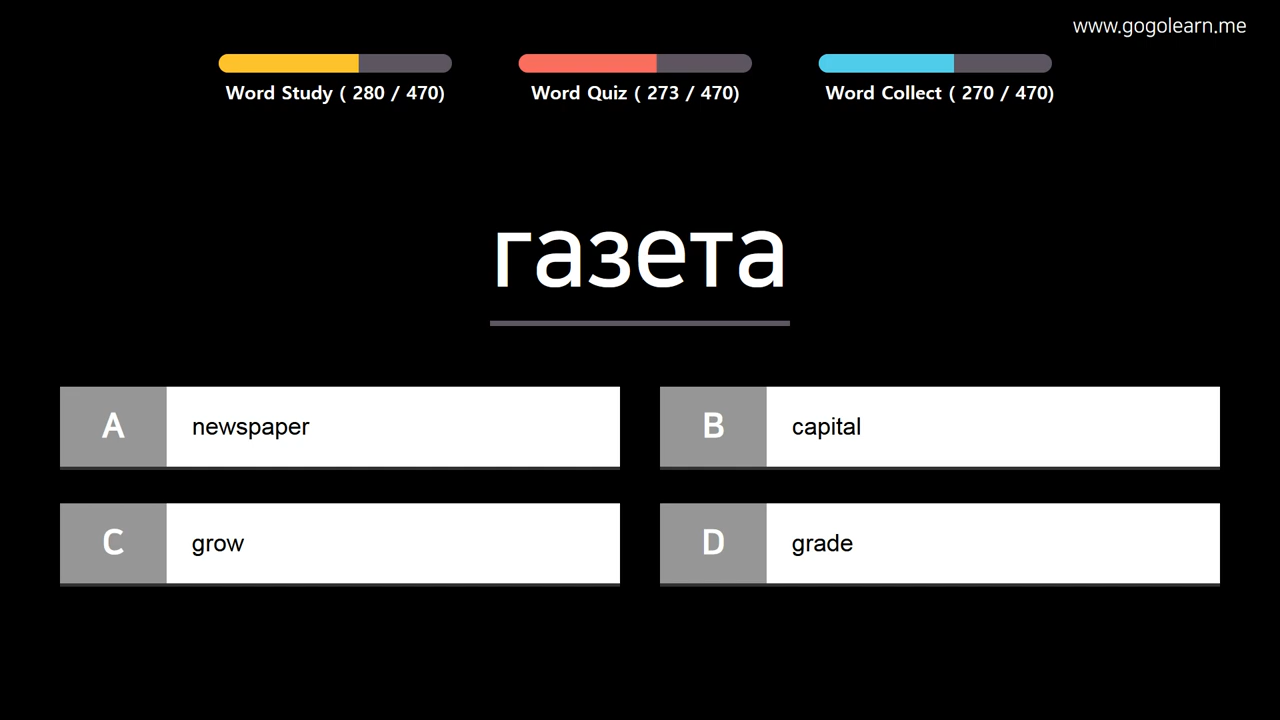 www.gogolearn.me
Word Study ( 280 / 470)
Word Quiz ( 273 / 470)
Word Collect ( 270 / 470)
газета
A newspaper
B capital
C grow
D grade